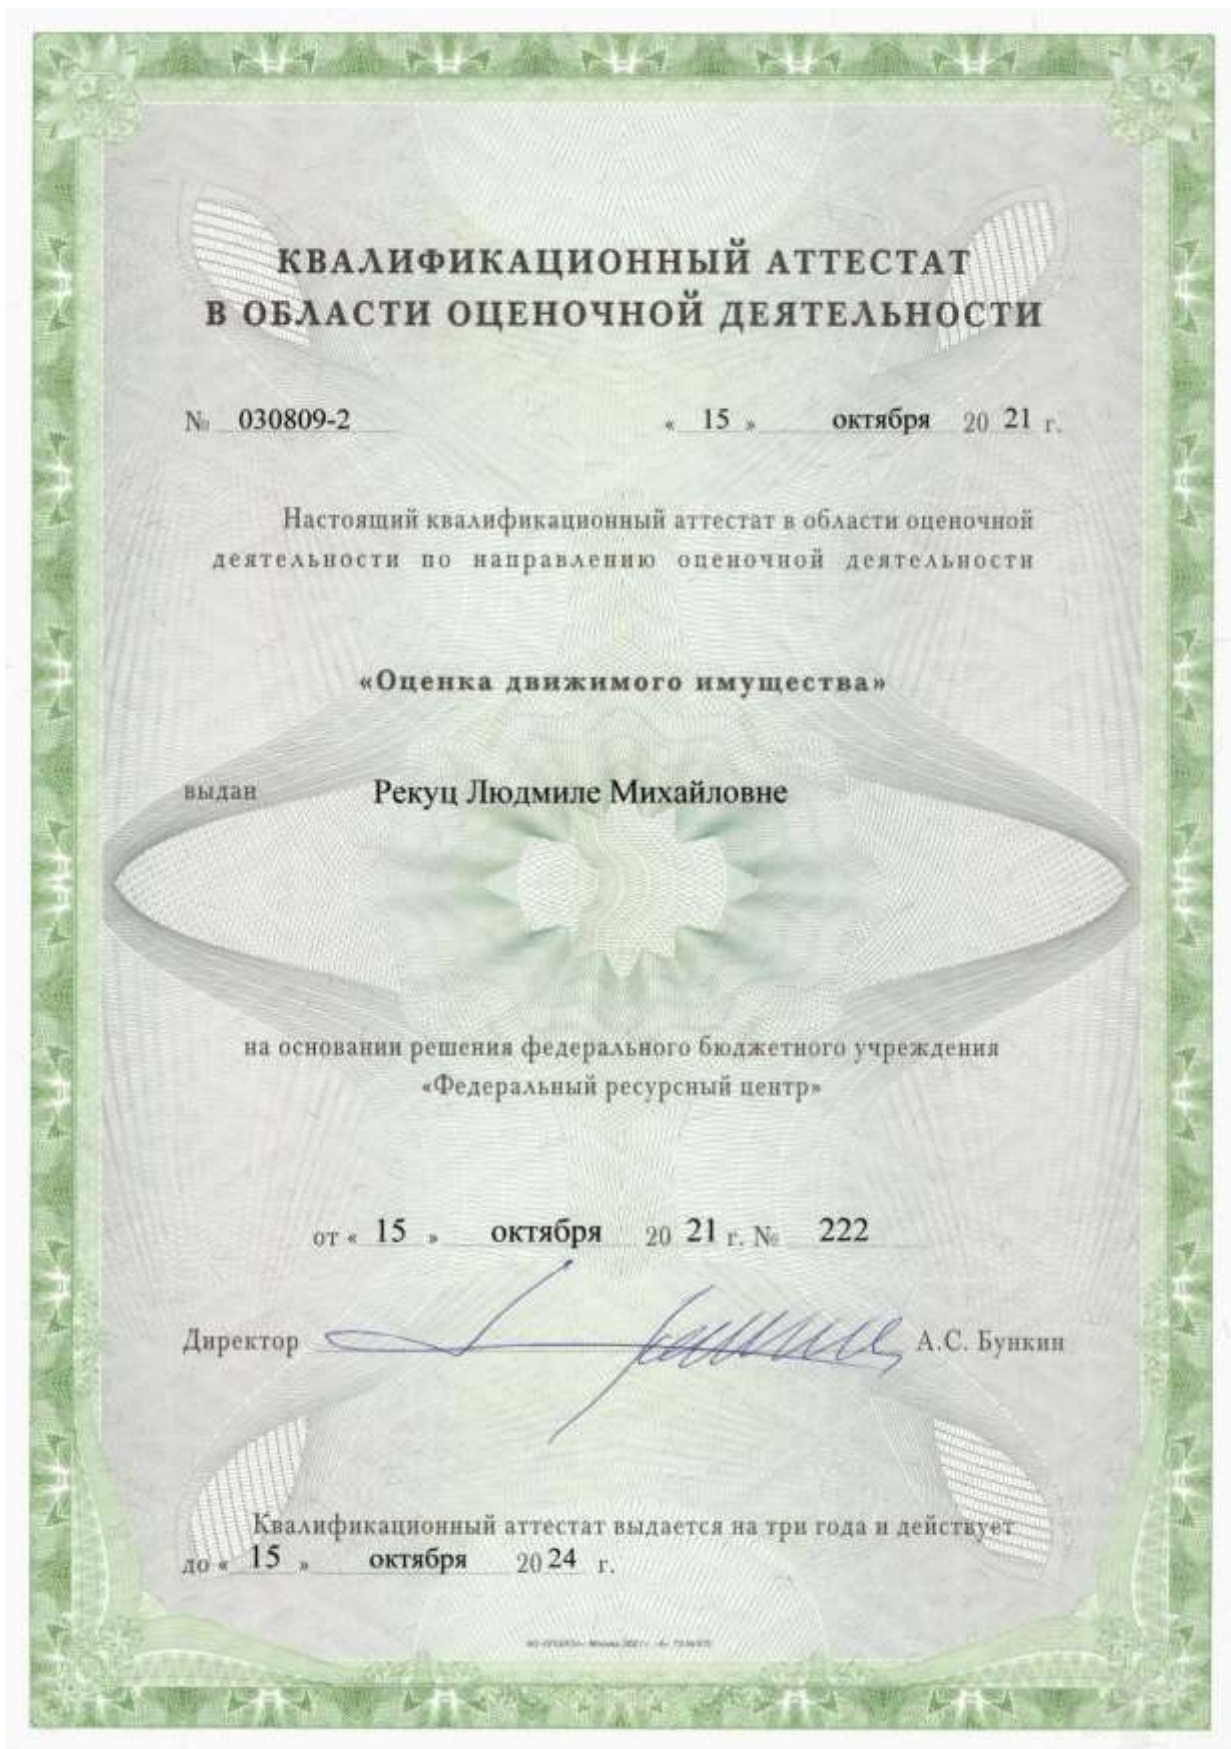 КВАЛИФИКАЦИОННЫЙ АТТЕСТАТ
В ОБЛАСТИ ОЦЕНОЧНОЙ ДЕЯТЕЛЬНОСТИ
№ 030809-2 « 15 » октября 20 21 г.
Настоящий квалификационный аттестат в области оценочной
деятельности по направлению оценочной деятельности
«Оценка движимого имущества»
выдан Рекуц Людмиле Михайловне
на основании решения федерального бюджетного учреждения
«Федеральный ресурсный центр»
от « 15 » октября 20 21 г. № 222
Директор А.С. Бункин
Квалификационный аттестат выдается на три года и действует
до « 15 » октября 20 24 г.